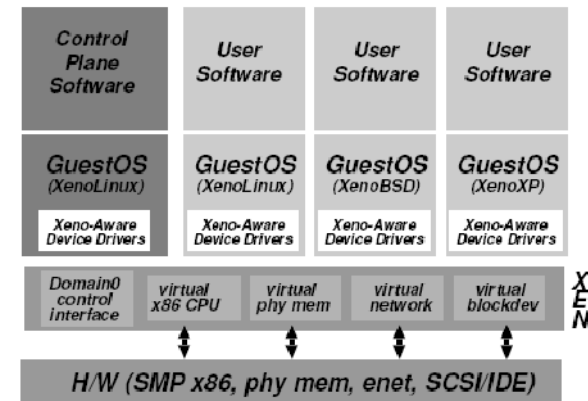 Control
Plane
Software
User
Software
User
Software
User
Software
GuestOS
(XenoLinux)
Xeno-Aware
Device Drivers
GuestOS
(XenoLinux)
Xeno-Aware
Device Drivers
GuestOS
(XenoBSD)
Xeno-Aware
Device Drivers
GuestOS
(XenoXP)
Xeno-Aware
Device Drivers
Domain0
control
interface
virtual
x86 CPU
virtual
phy mem
virtual
network
virtual
blockdev
X
E
N
H/W (SMP x86, phy mem, enet, SCSI/IDE)